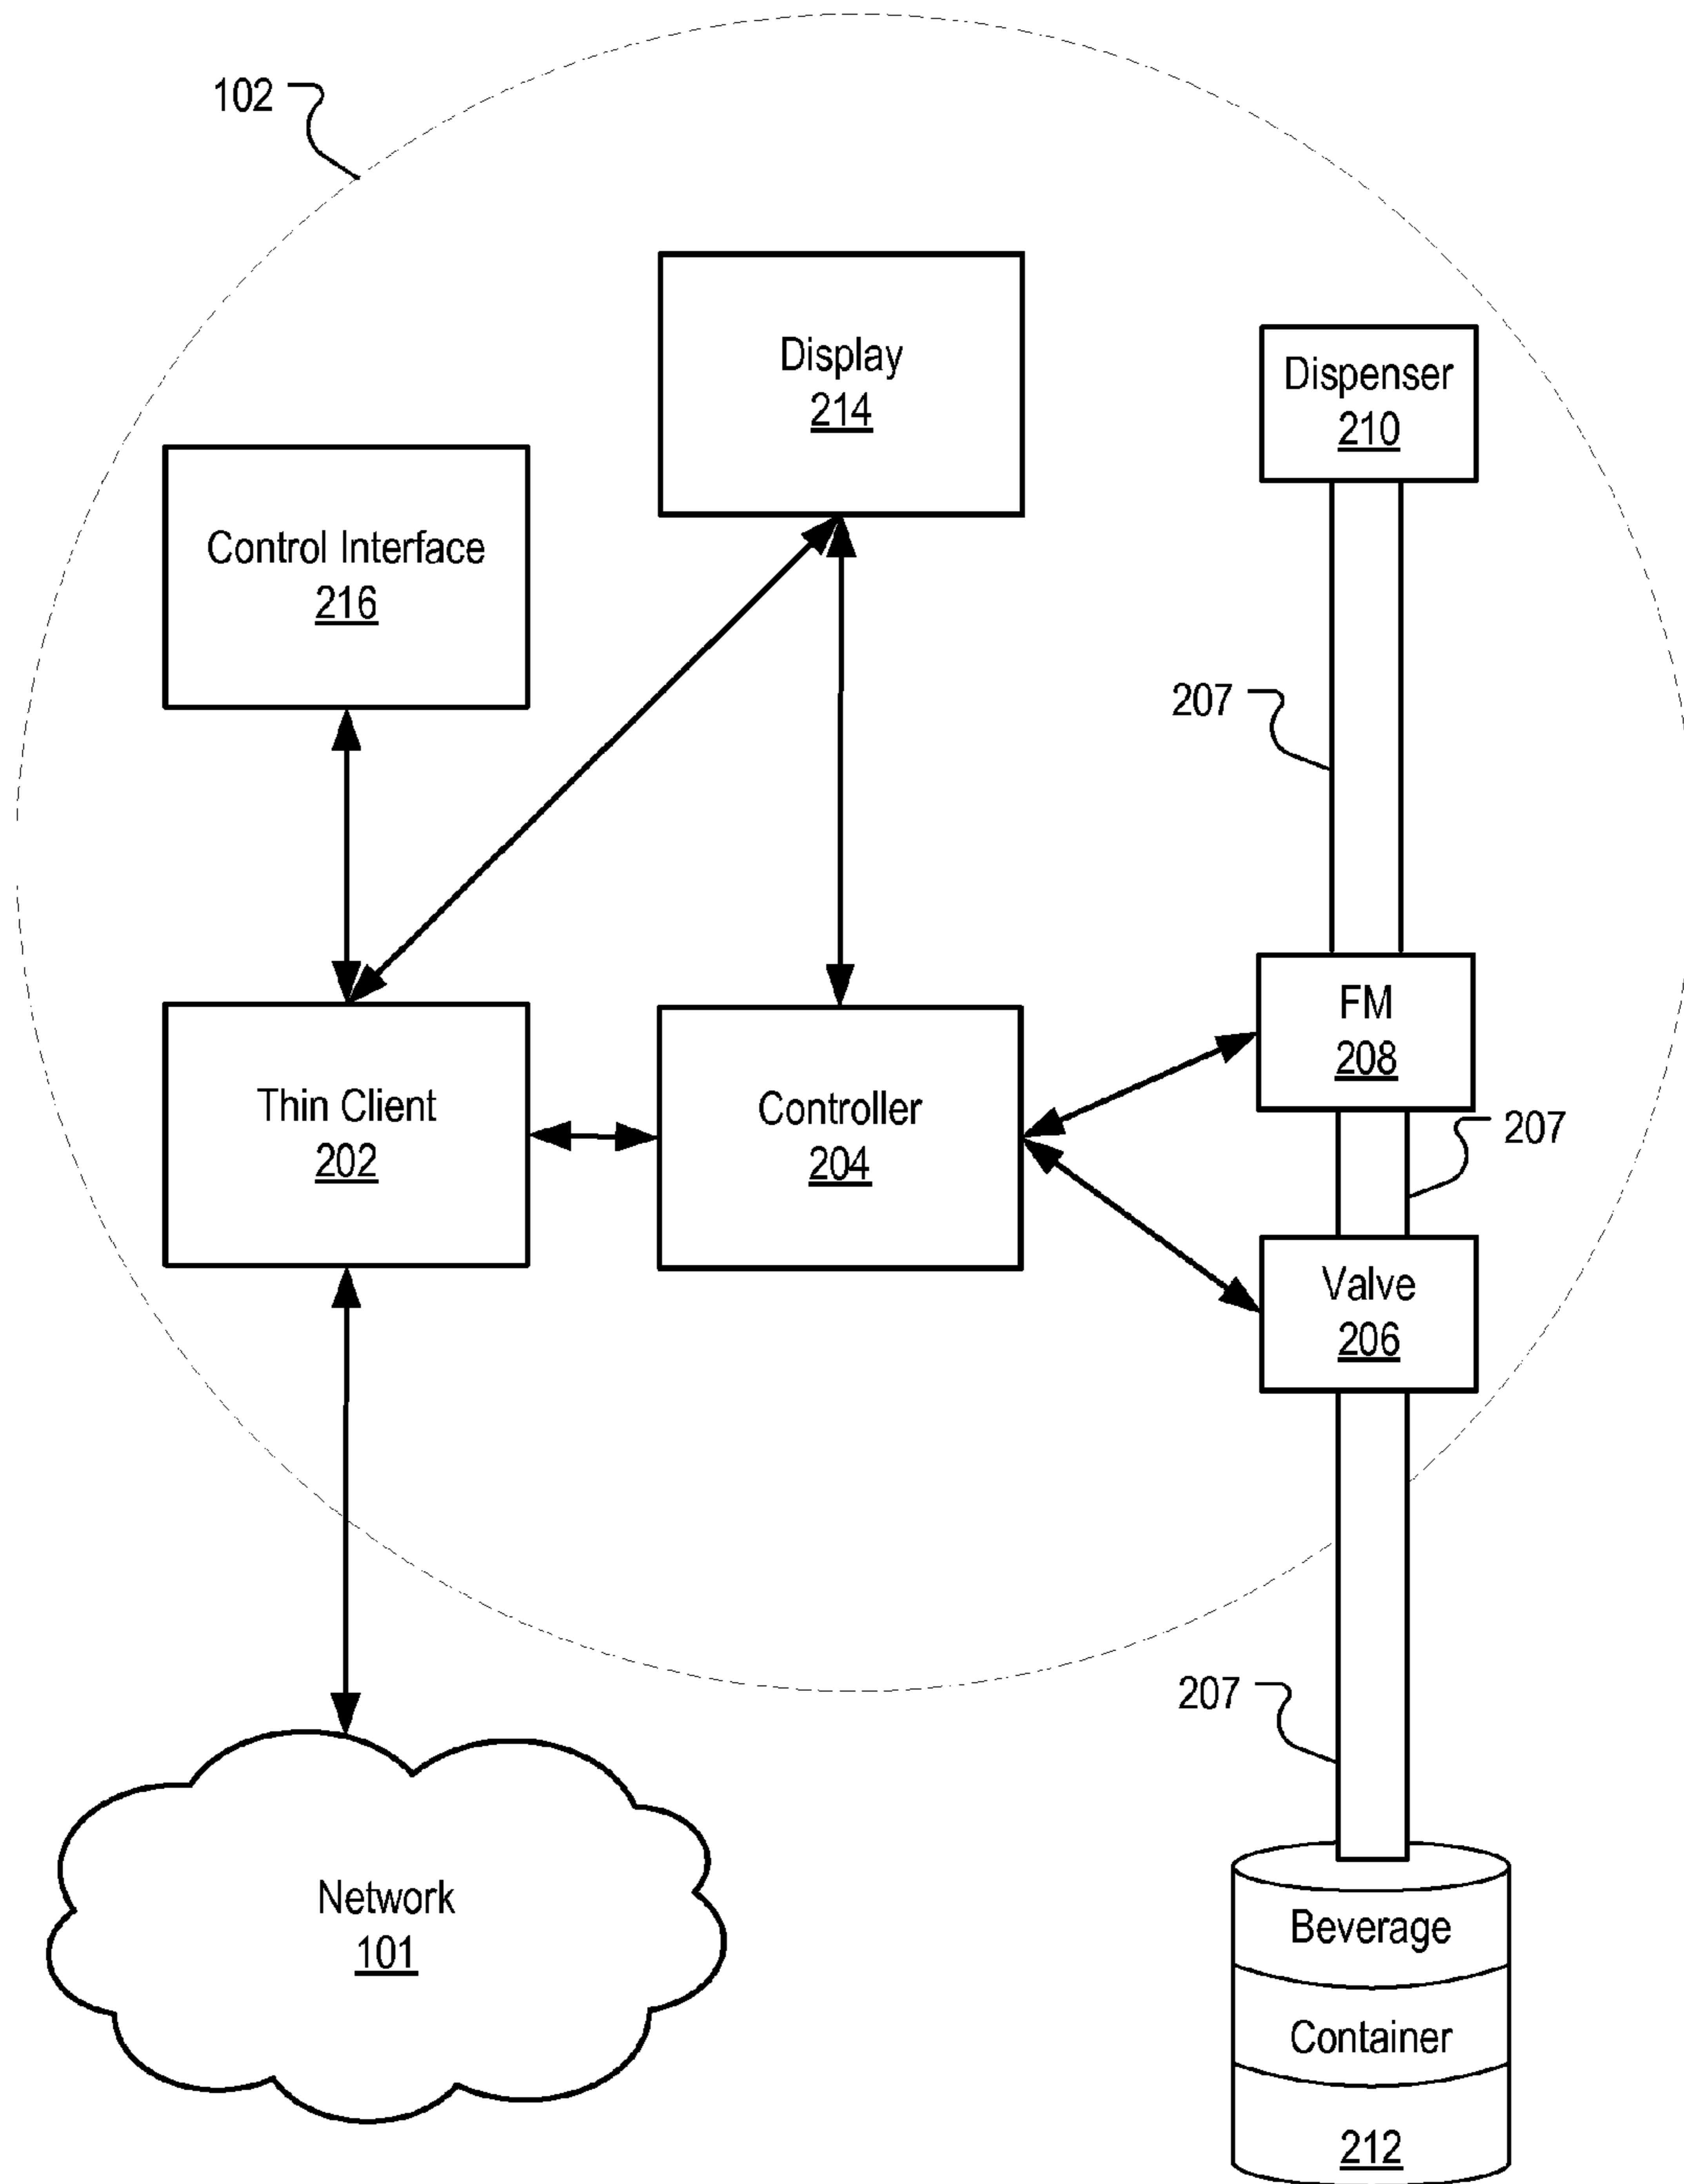 102
Display
214
Dispenser
210
Control Interface
216
207
FM
208
Thin Client
202
Controller
204
207
Valve
206
207
Network
101
Beverage
Container
212